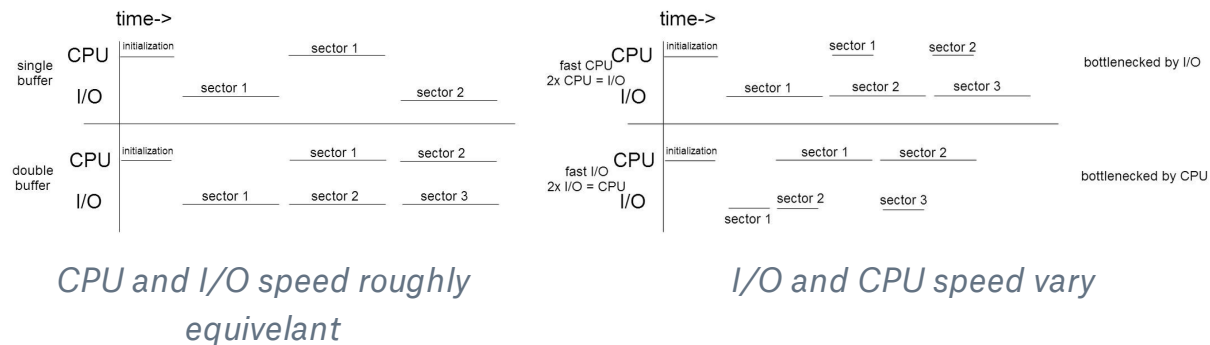 time->
single
buffer
CPU
initialization
sector 1
I/O
sector 1
sector 2
double
buffer
CPU
initialization
sector 1
sector 2
I/O
sector 1
sector 2
sector 3
CPU and I/O speed roughly
equivelant
time->
fast CPU
2x CPU = I/O
CPU
initialization
sector 1
sector 2
I/O
sector 1
sector 2
sector 3
bottlenecked by I/O
fast I/O
2x I/O = CPU
CPU
initialization
sector 1
sector 2
I/O
sector 1
sector 2
sector 3
bottlenecked by CPU
I/O and CPU speed vary